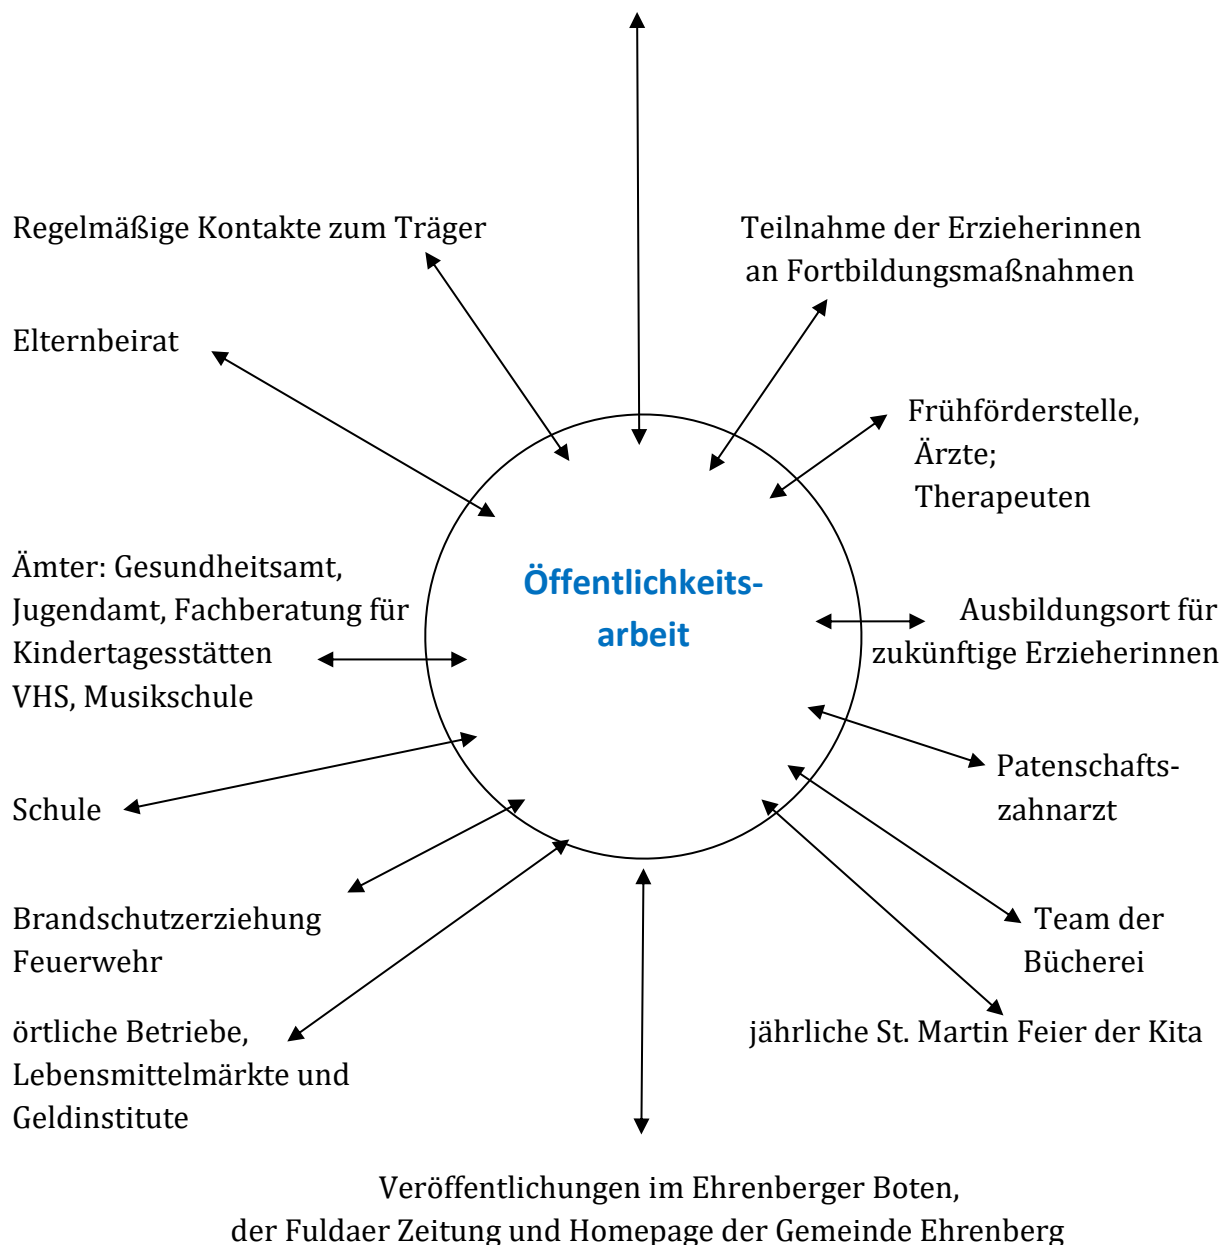 Regelmäßige Kontakte zum Träger
Teilnahme der Erzieherinnen
an Fortbildungsmaßnahmen
Elternbeirat
Frühförderstelle,
Ärzte;
Therapeuten
Ämter: Gesundheitsamt,
Jugendamt, Fachberatung für
Kindertagesstätten
VHS, Musikschule
Öffentlichkeits-
arbeit
Ausbildungsort für
zukünftige Erzieherinnen
Patenschafts-
zahnarzt
Schule
Brandschutzerziehung
Feuerwehr
Team der
Bücherei
örtliche Betriebe,
Lebensmittelmärkte und
Geldinstitute
jährliche St. Martin Feier der Kita
Veröffentlichungen im Ehrenberger Boten,
der Fuldaer Zeitung und Homepage der Gemeinde Ehrenberg